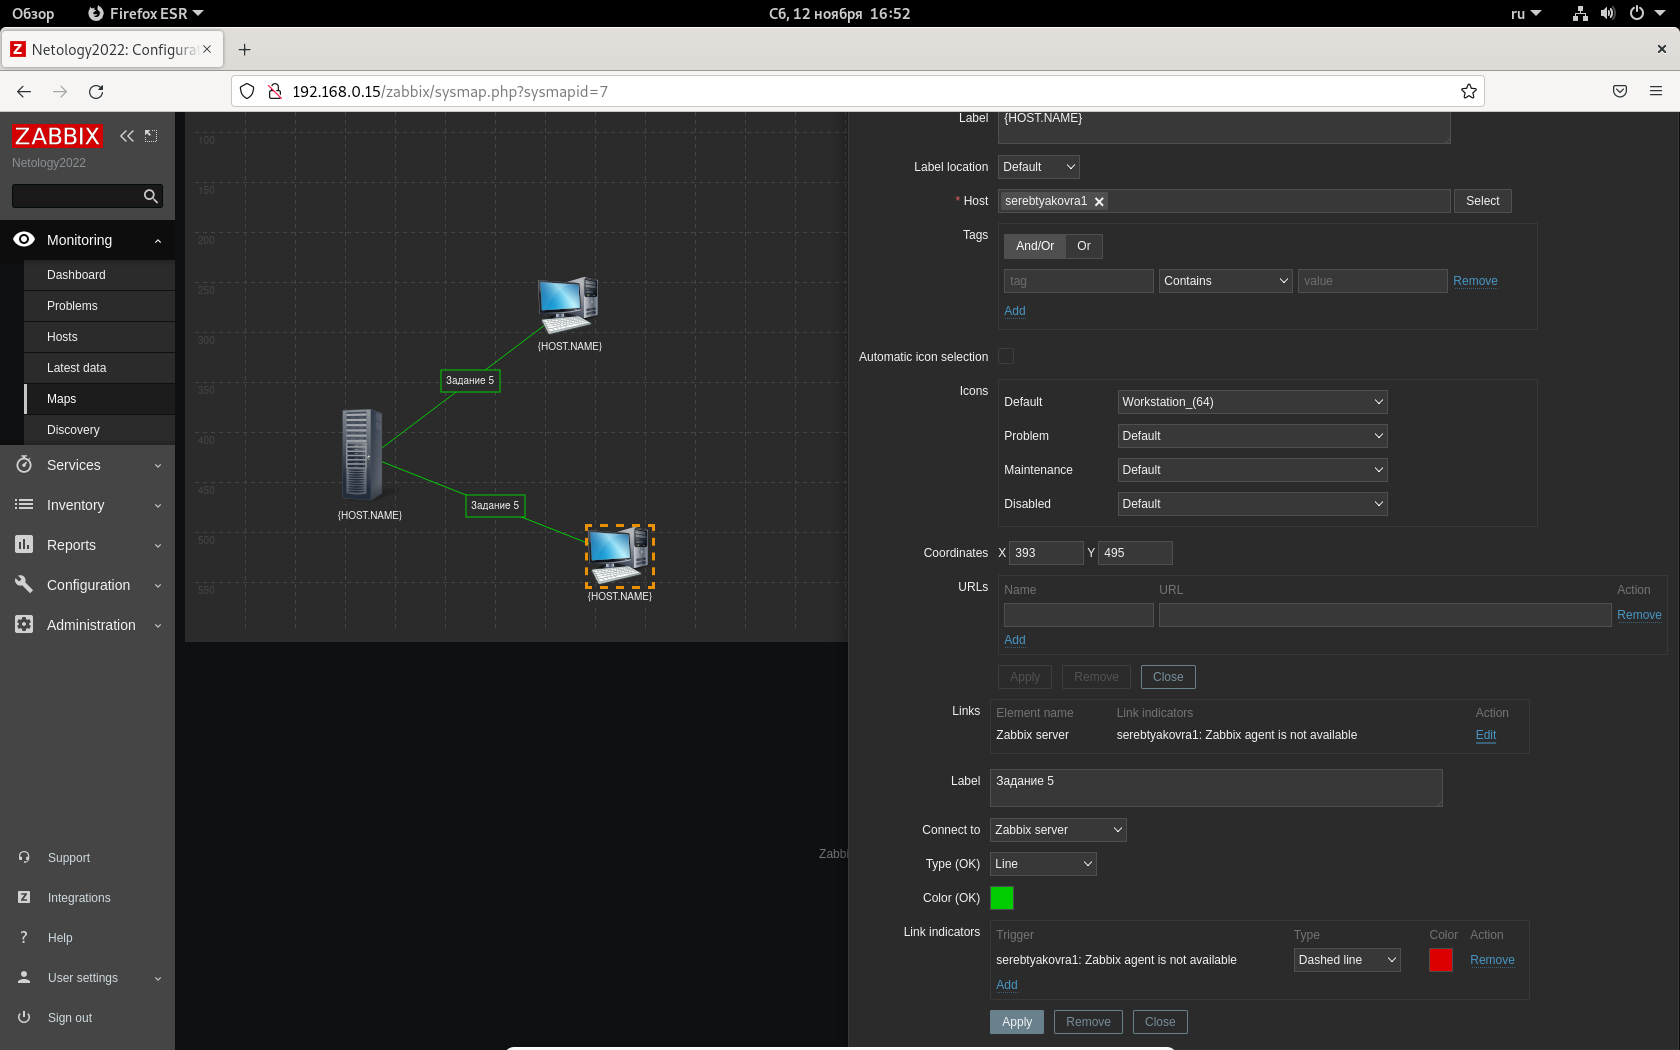 Обзор
Firefox ESR
Сб, 12 ноября 16:52
ru
Z Netology2022: Configura
192.168.0.15/zabbix/sysmap.php?sysmapid=7
ZABBIX
Netology2022
Monitoring
Dashboard
Problems
Hosts
Latest data
Maps
Discovery
Services
Inventory
Reports
Configuration
Administration
Support
Z Integrations
? Help
User settings
Sign out
100
150
200
250
300
350
400
450
500
550
{HOST.NAME}
Задание 5
{HOST.NAME}
Задание 5
{HOST.NAME}
Zabbi
Label {HOST.NAME}
Label location Default
* Host serebtyakovra1 Select
Tags
And/Or Or
tag Contains value Remove
Add
Automatic icon selection
Icons
Default Workstation_(64)
Problem Default
Maintenance Default
Disabled Default
Coordinates X 393 Y 495
URLs Name URL Action
Remove
Add
Apply Remove Close
Links Element name Link indicators Action
Zabbix server serebtyakovra1: Zabbix agent is not available Edit
Label Задание 5
Connect to Zabbix server
Type (OK) Line
Color (OK)
Link indicators Trigger Type Color Action
serebtyakovra1: Zabbix agent is not available Dashed line Remove
Add
Apply Remove Close